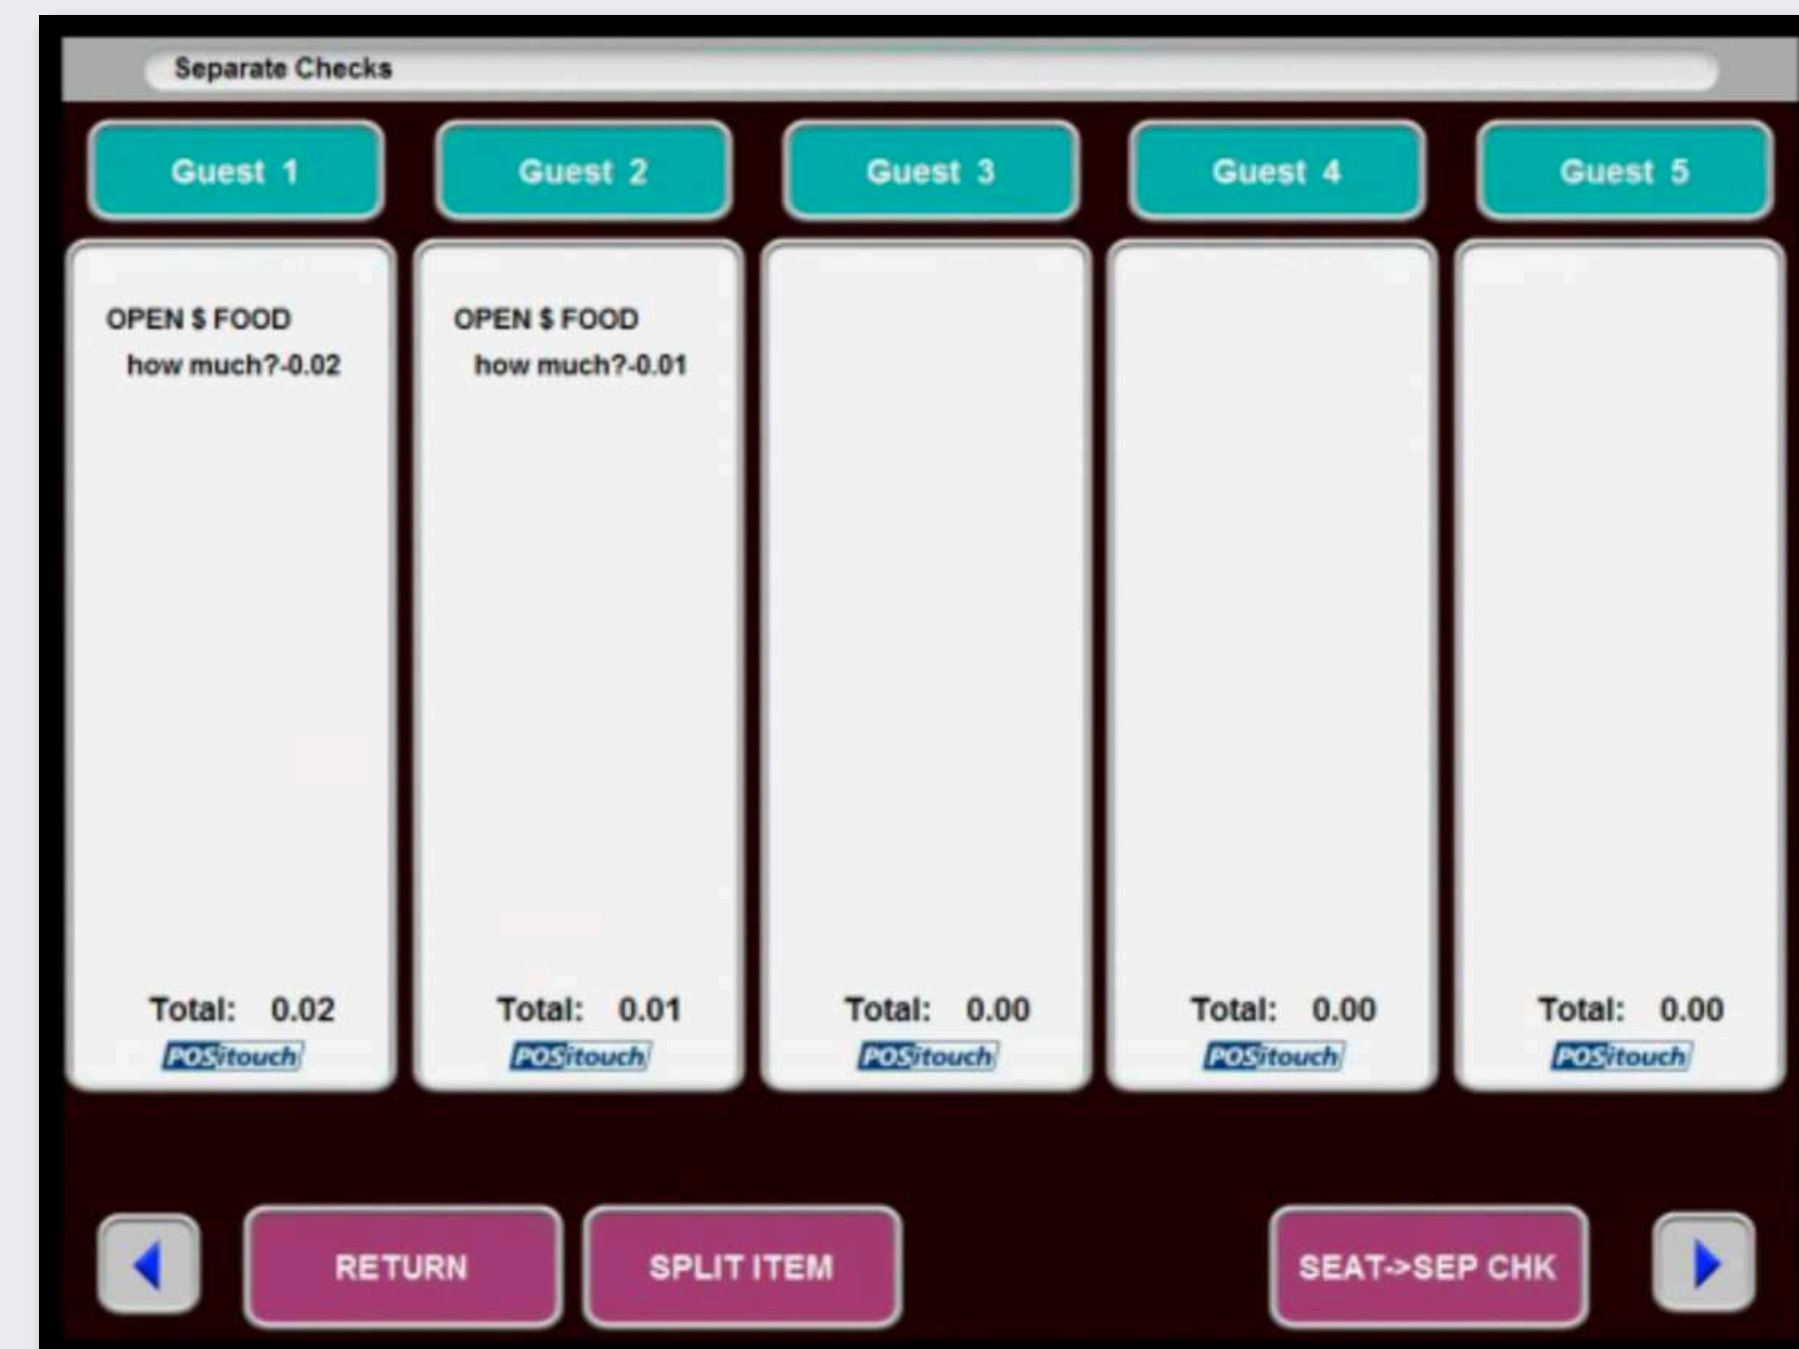 Separate Checks
Guest 1
Guest 2
Guest 3
Guest 4
Guest 5
OPEN $ FOOD
how much?-0.02
Total: 0.02
POSitouch
OPEN $ FOOD
how much?-0.01
Total: 0.01
POSitouch
Total: 0.00
POSitouch
Total: 0.00
POSitouch
Total: 0.00
POSitouch
RETURN
SPLIT ITEM
SEAT->SEP CHK